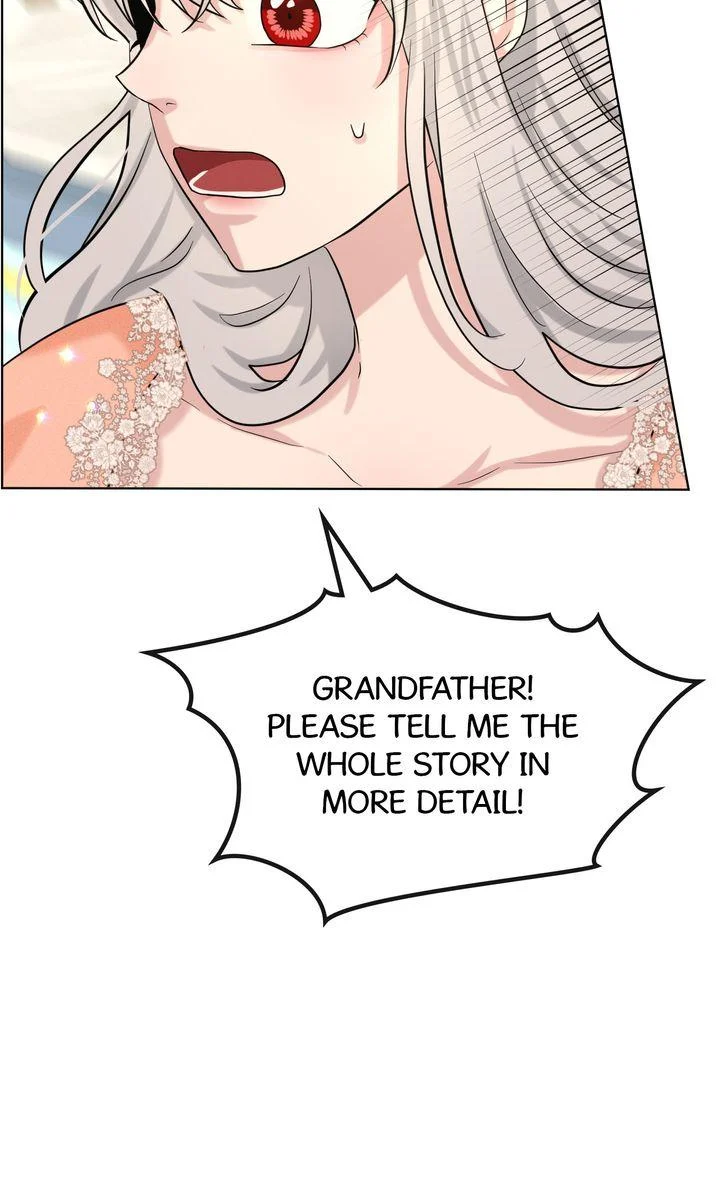 GRANDFATHER!
PLEASE TELL ME THE
WHOLE STORY IN
MORE DETAIL!